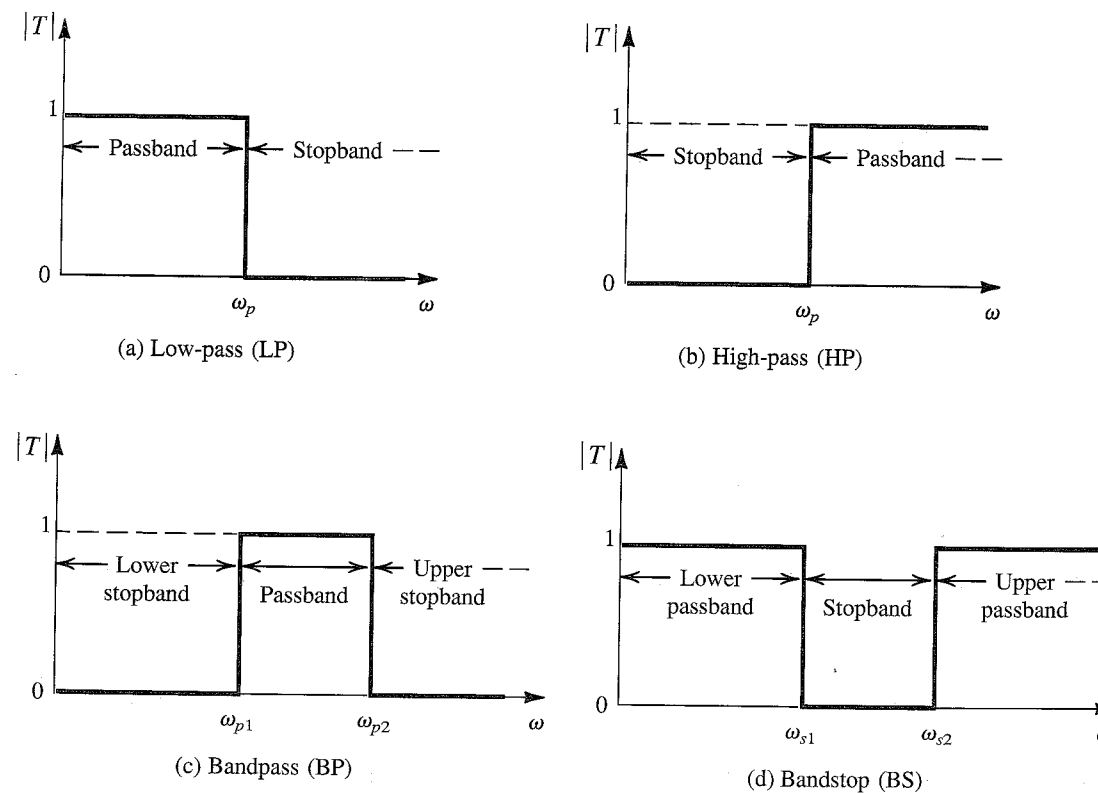 |T|
1
Passband
Stopband
0
ω_p
ω
(a) Low-pass (LP)
|T|
1
Stopband
Passband
0
ω_p
ω
(b) High-pass (HP)
|T|
1
Lower
stopband
Passband
Upper
stopband
0
ω_p1
ω_p2
ω
(c) Bandpass (BP)
|T|
1
Lower
passband
Stopband
Upper
passband
0
ω_s1
ω_s2
(d) Bandstop (BS)